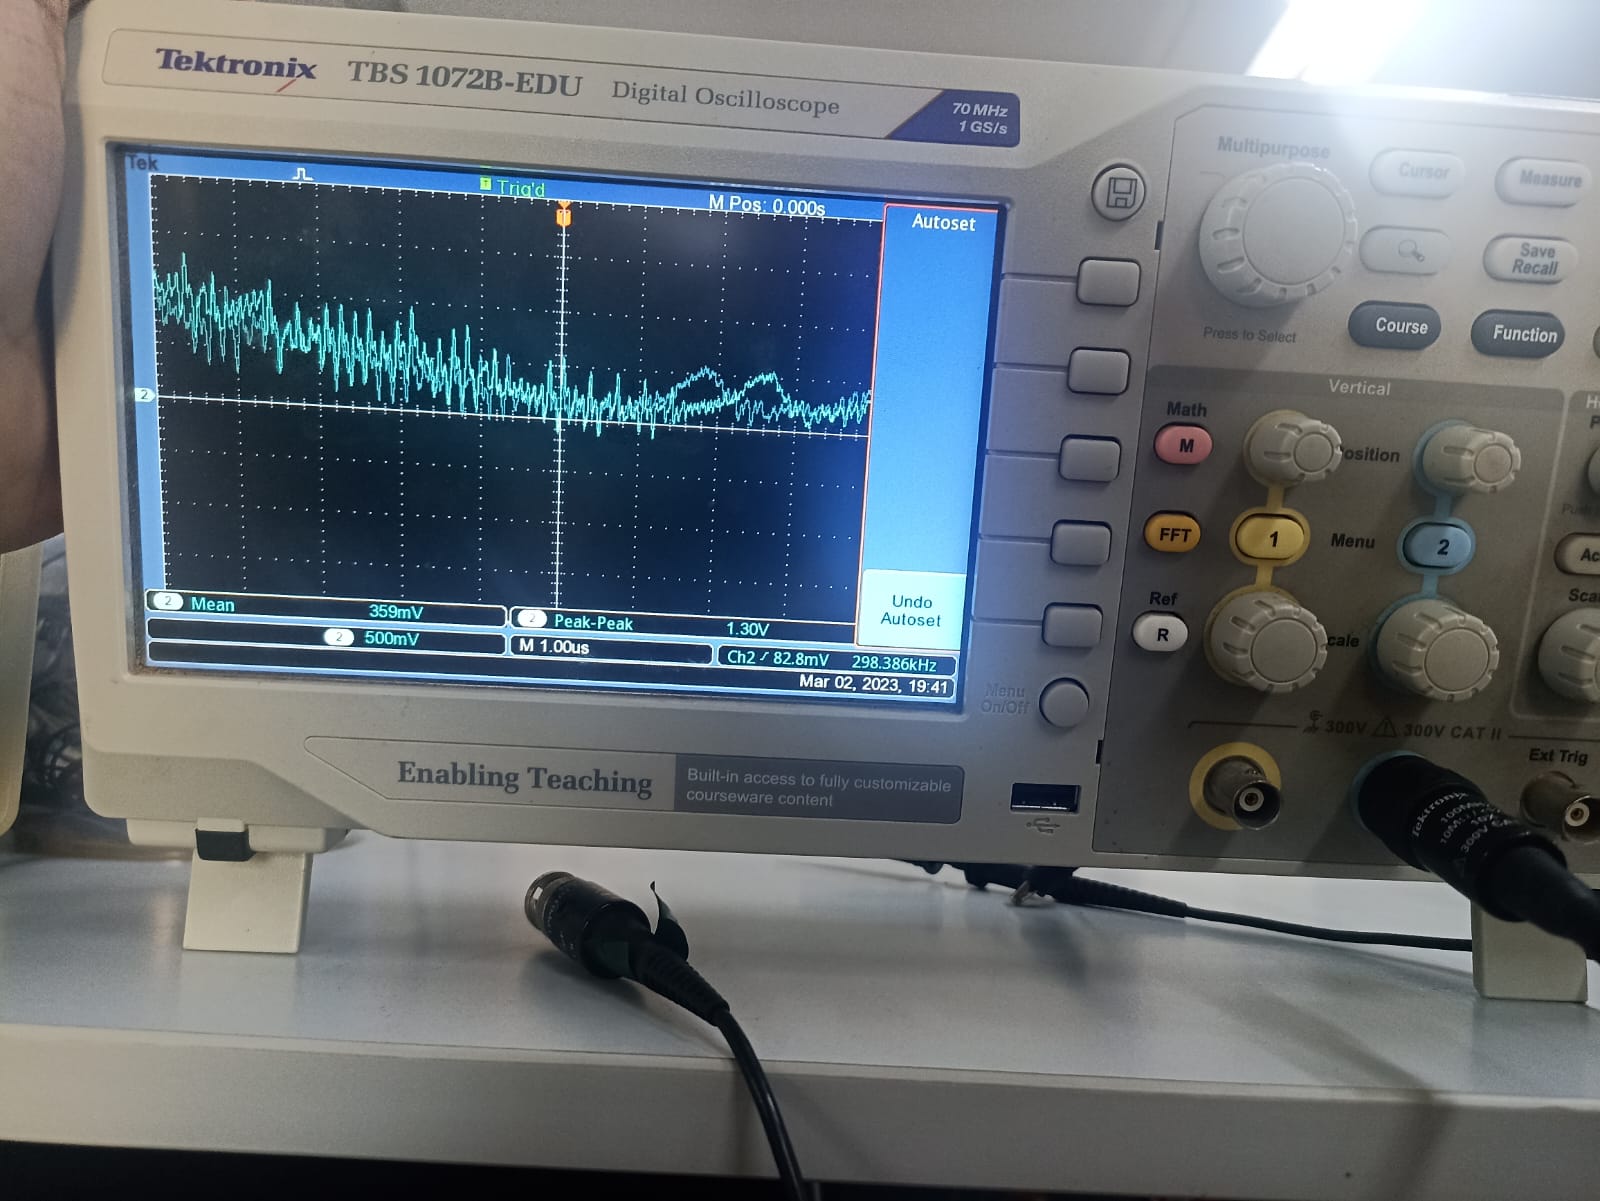 Tektronix TBS 1072B-EDU Digital Oscilloscope
70 MHz
1 GS/s
Tek
T Trig'd
M Pos: 0.000s
T
Autoset
2
Undo
Autoset
2 Mean 359mV
2 Peak-Peak 1.30V
2 500mV
M 1.00us
Ch2 82.8mV 298.386kHz
Mar 02, 2023, 19:41
Multipurpose
Cursor
Measure
Save
Recall
Press to Select
Course
Function
Vertical
Math
M
Position
FFT
1
Menu
2
Ref
R
Scale
Menu
On/Off
300V 300V CAT II
Ext Trig
Enabling Teaching
Built-in access to fully customizable
courseware content
Tektronix